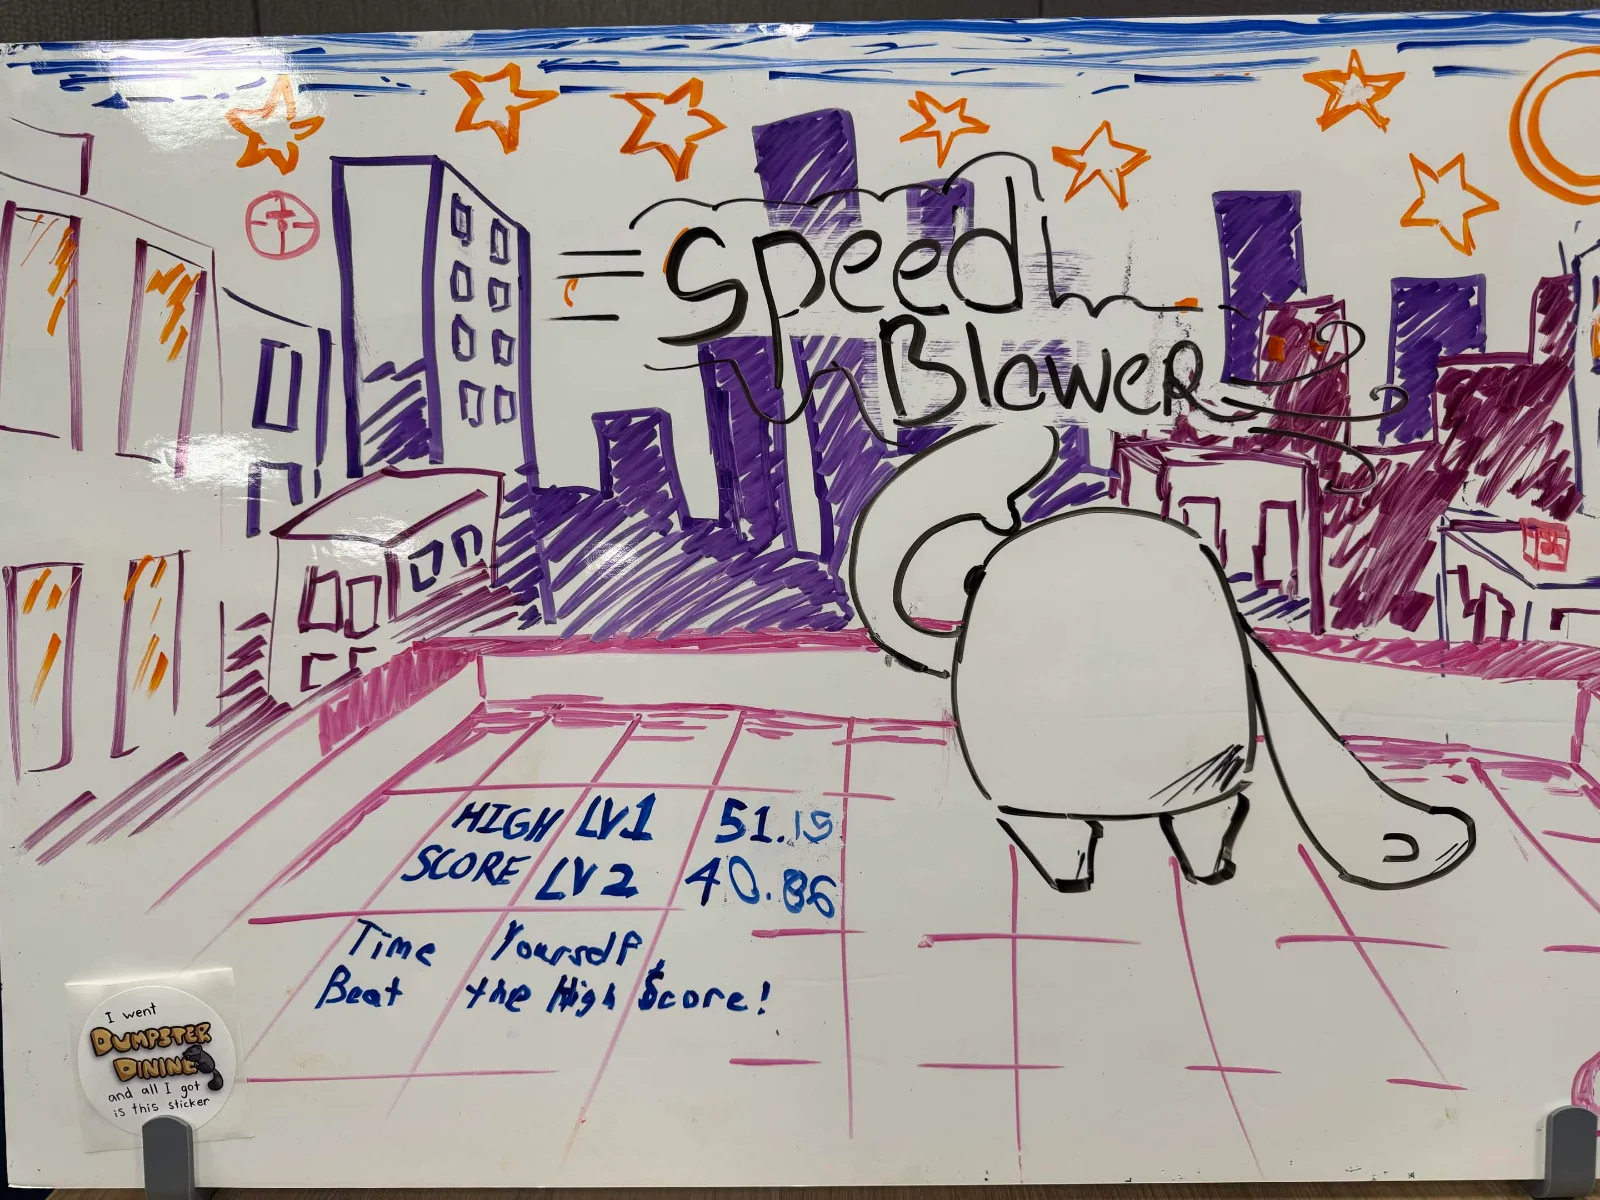 Speed
BloweR
HIGH LV1 51.19
SCORE LV2 40.86
Time Yourself
Beat the High Score!
I went
DUMPSTER
DINING
and all I got
is this sticker